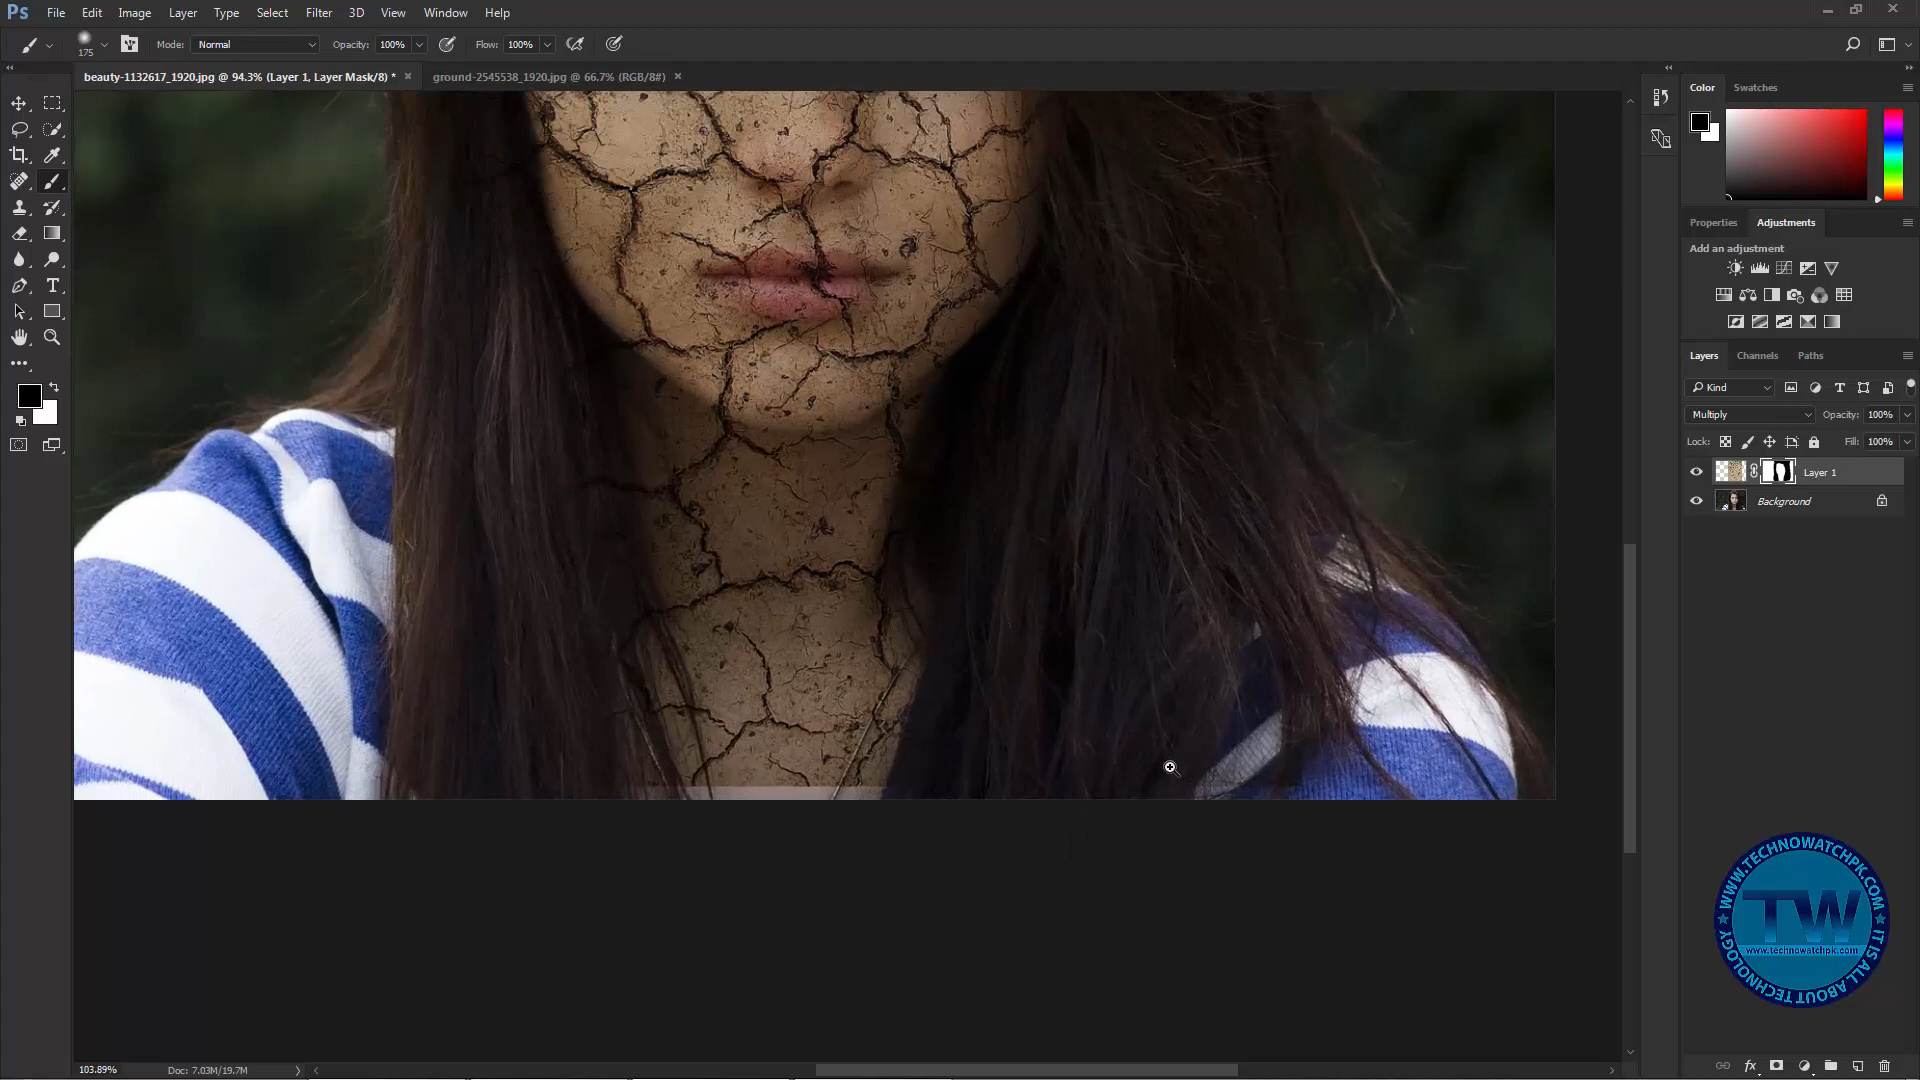 Ps File Edit Image Layer Type Select Filter 3D View Window Help
175 Mode: Normal Opacity: 100% Flow: 100%
beauty-1132617_1920.jpg @ 94.3% (Layer 1, Layer Mask/8) * × ground-2545538_1920.jpg @ 66.7% (RGB/8#) ×
Color Swatches
Properties Adjustments
Add an adjustment
Layers Channels Paths
Kind
Multiply Opacity: 100%
Lock: Fill: 100%
Layer 1
Background
WWW.TECHNOWATCHPK.COM
TW
www.technowatchpk.com
IT IS ALL ABOUT TECHNOLOGY
103.89% Doc: 7.03M/19.7M